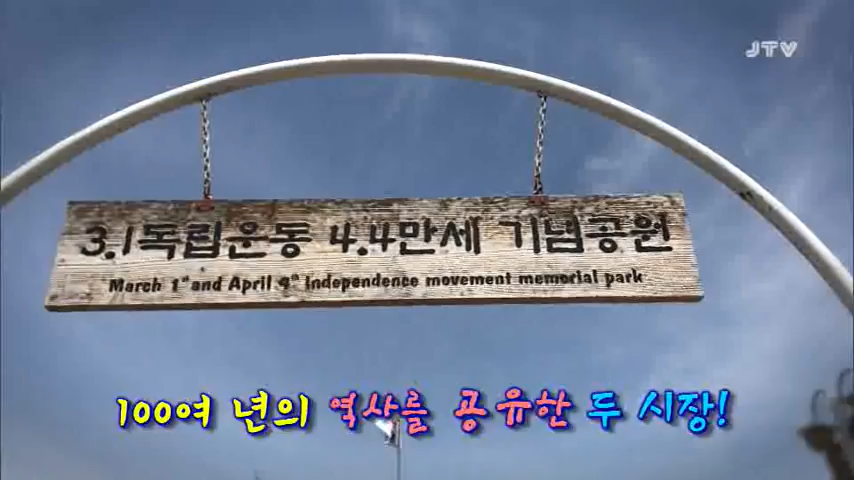 JTV
3.1독립운동 4.4만세 기념공원
March 1st and April 4th Independence movement memorial park
100여 년의 역사를 공유한 두 시장!